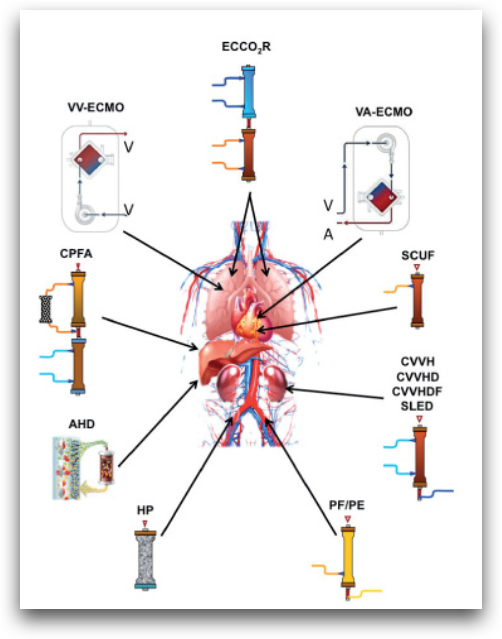 ECCO₂R
VV-ECMO
V
V
VA-ECMO
V
A
CPFA
SCUF
CVVH
CVVHD
CVVHDF
SLED
AHD
HP
PF/PE